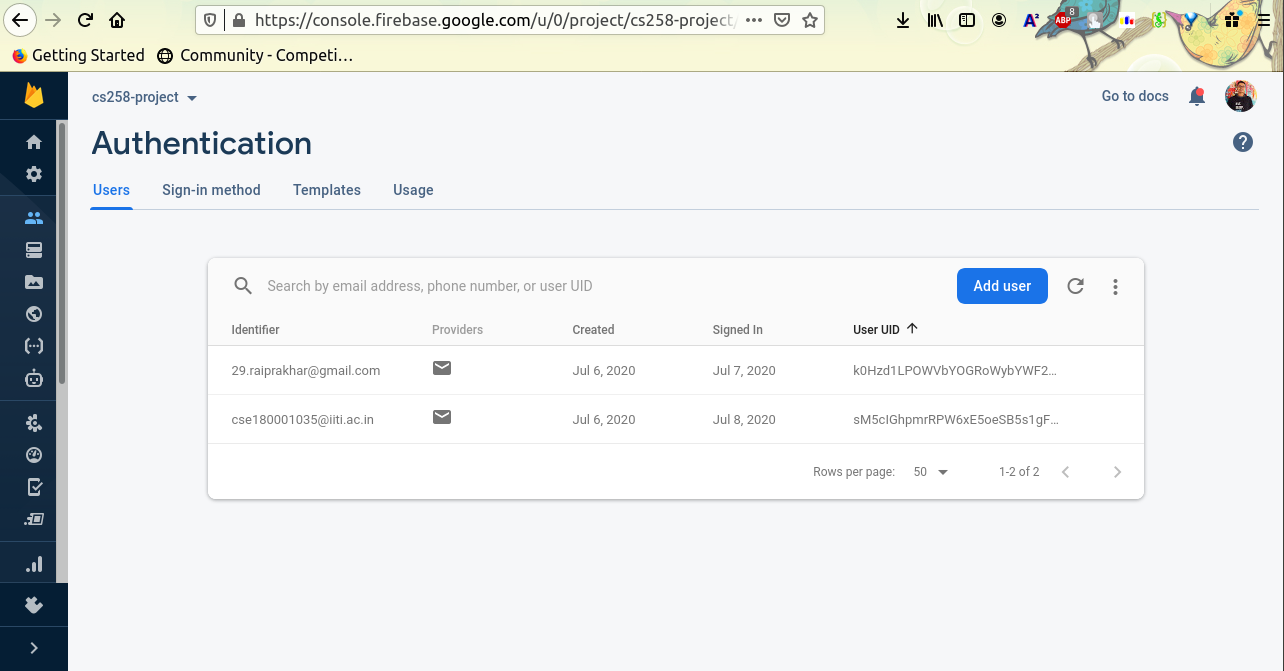 https://console.firebase.google.com/u/0/project/cs258-project/
ABP 8
Getting Started Community - Competi...
cs258-project Go to docs
Authentication
Users Sign-in method Templates Usage
Search by email address, phone number, or user UID Add user
Identifier Providers Created Signed In User UID
29.raiprakhar@gmail.com Jul 6, 2020 Jul 7, 2020 k0Hzd1LPOWVbYOGRoWybYWF2...
cse180001035@iiti.ac.in Jul 6, 2020 Jul 8, 2020 sM5cIGhpmrRPW6xE5oeSB5s1gF...
Rows per page: 50 1-2 of 2